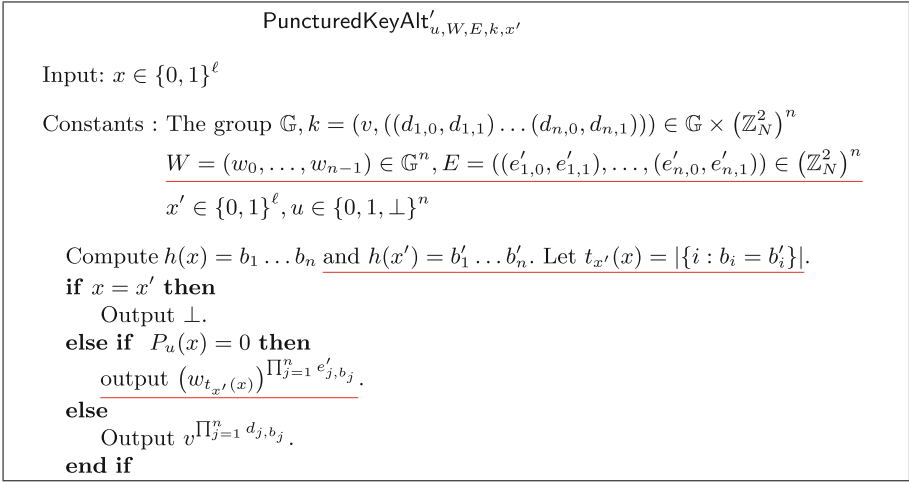 PuncturedKeyAlt′_{u,W,E,k,x′}
Input: x ∈ {0, 1}^ℓ
Constants : The group 𝔾, k = (v, ((d_{1,0}, d_{1,1}) … (d_{n,0}, d_{n,1}))) ∈ 𝔾 × (ℤ_N^2)^n
W = (w_0, …, w_{n−1}) ∈ 𝔾^n, E = ((e′_{1,0}, e′_{1,1}), …, (e′_{n,0}, e′_{n,1})) ∈ (ℤ_N^2)^n
x′ ∈ {0, 1}^ℓ, u ∈ {0, 1, ⊥}^n
Compute h(x) = b_1 … b_n and h(x′) = b′_1 … b′_n. Let t_{x′}(x) = |{i : b_i = b′_i}|.
if x = x′ then
Output ⊥.
else if P_u(x) = 0 then
output (w_{t_{x′}(x)})^{∏_{j=1}^n e′_{j,b_j}}.
else
Output v^{∏_{j=1}^n d_{j,b_j}}.
end if